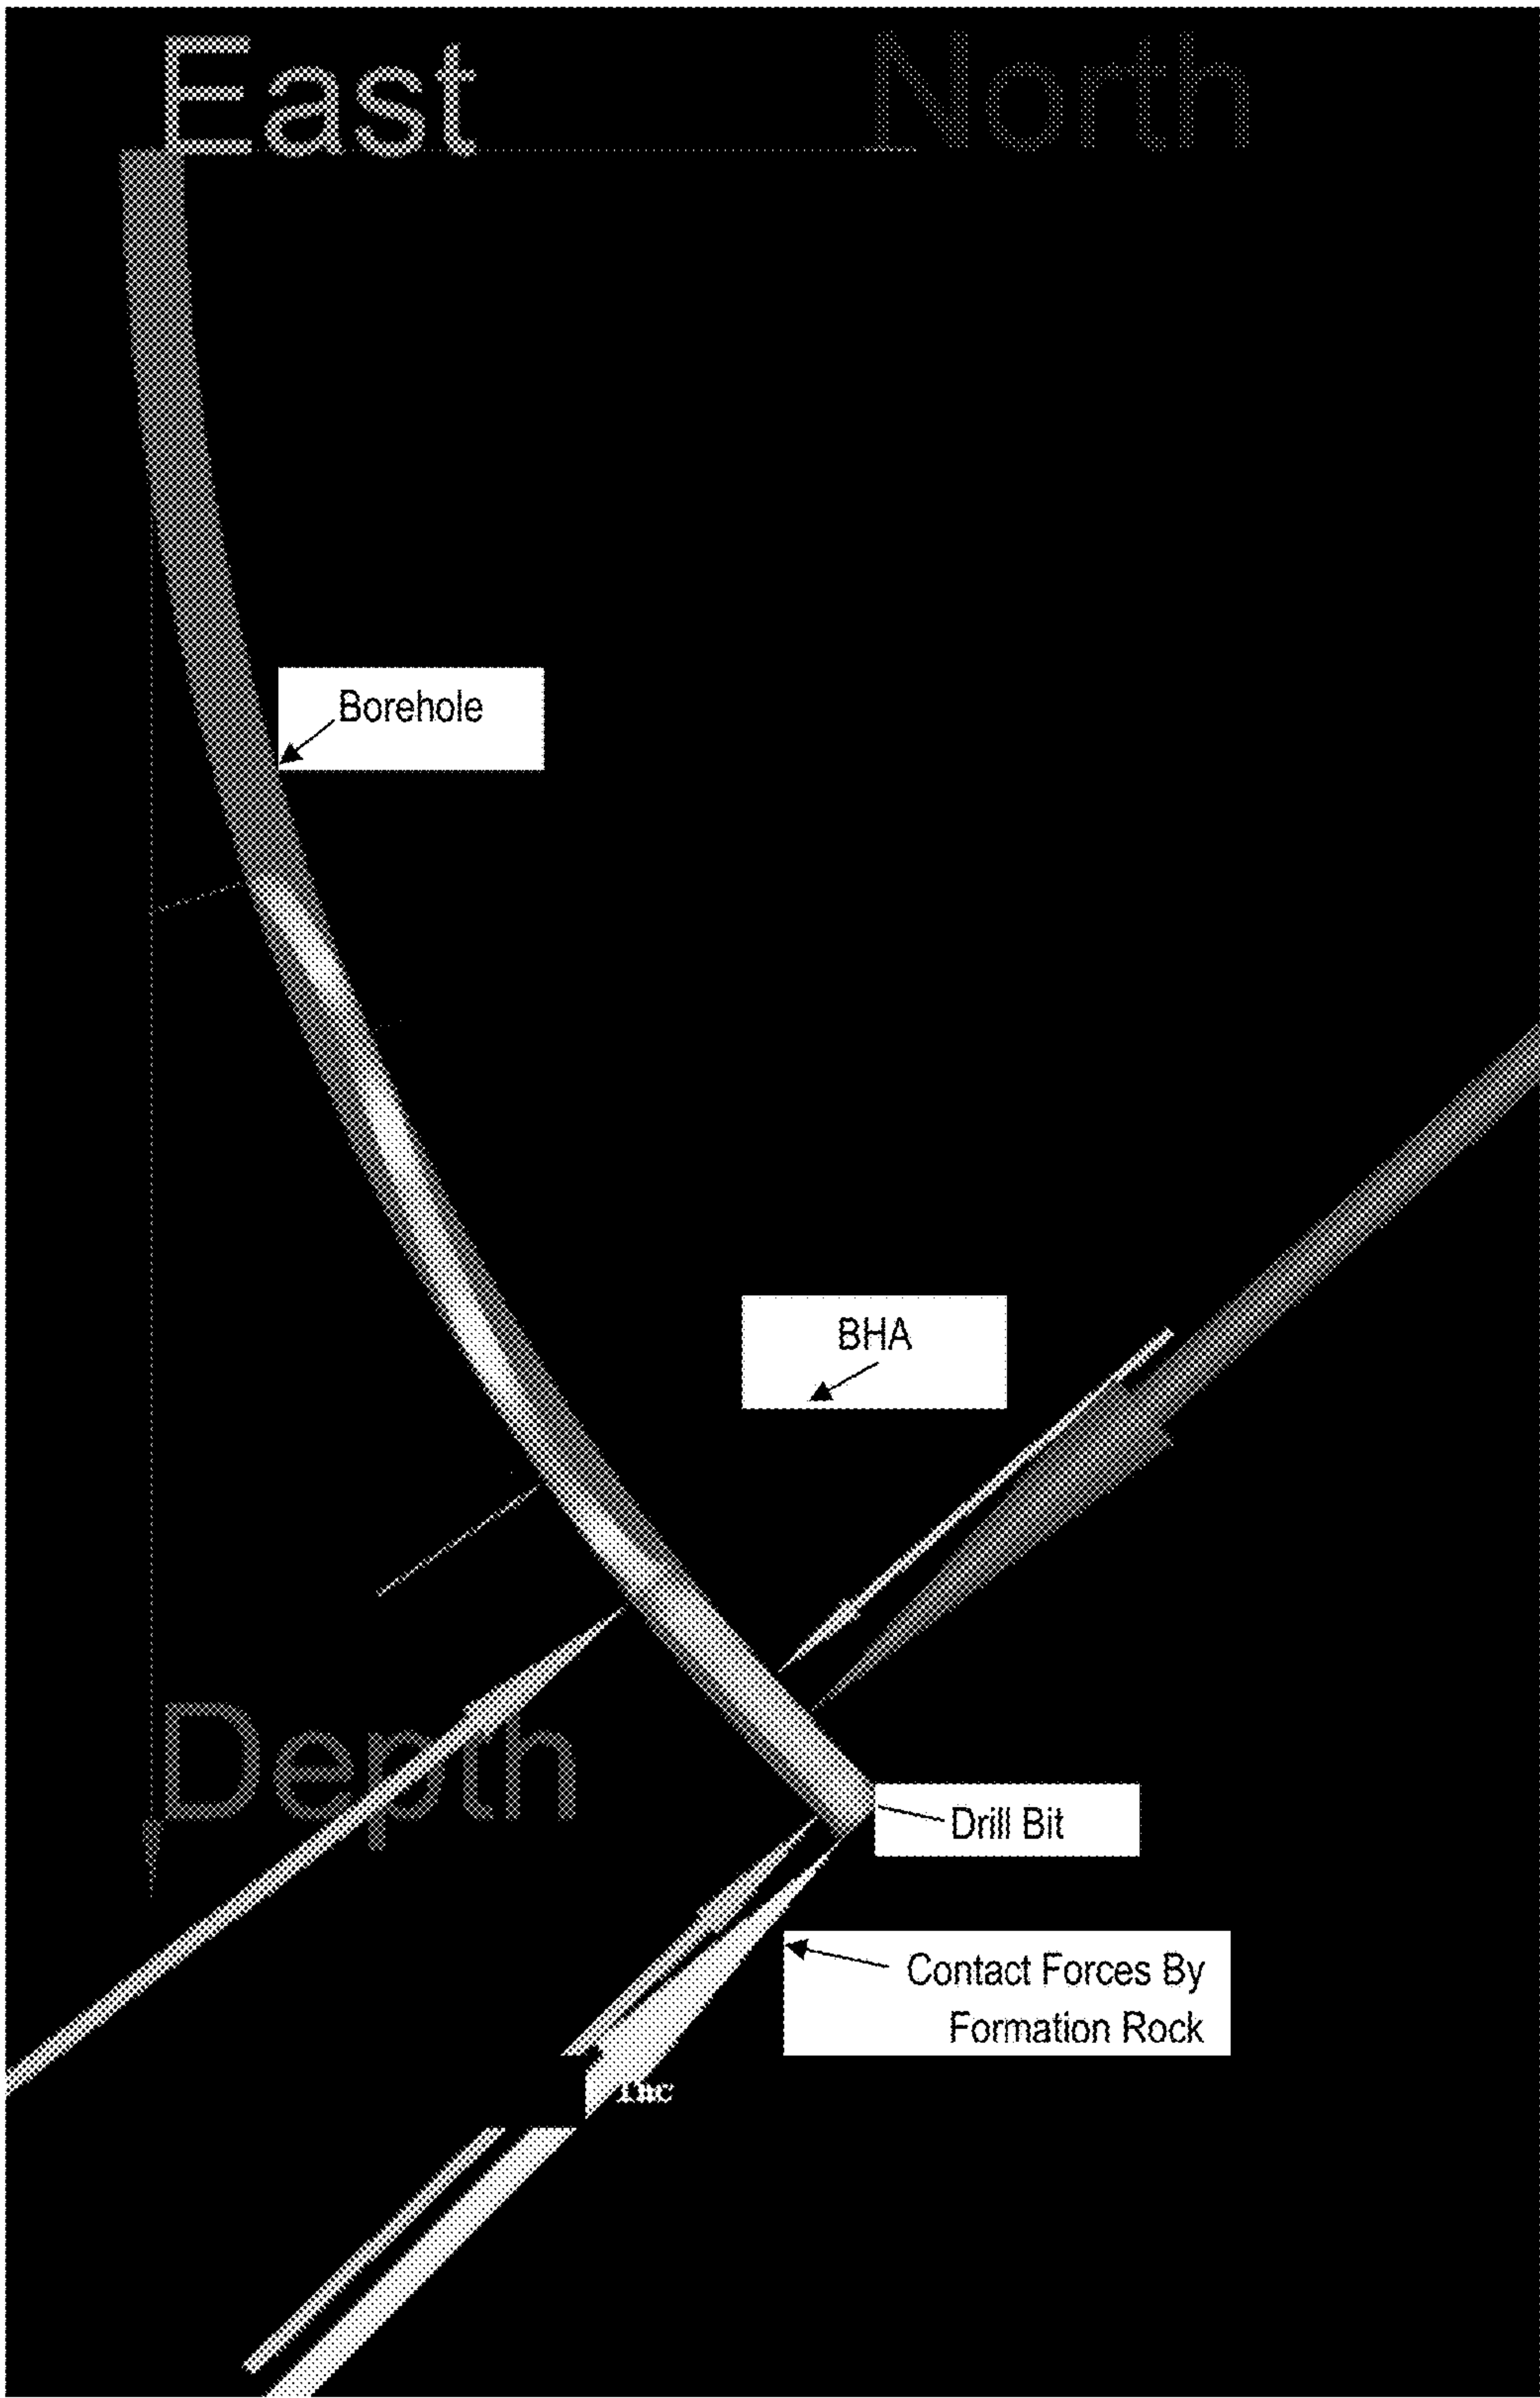 East North
Borehole
BHA
Depth
Drill Bit
Contact Forces By
Formation Rock